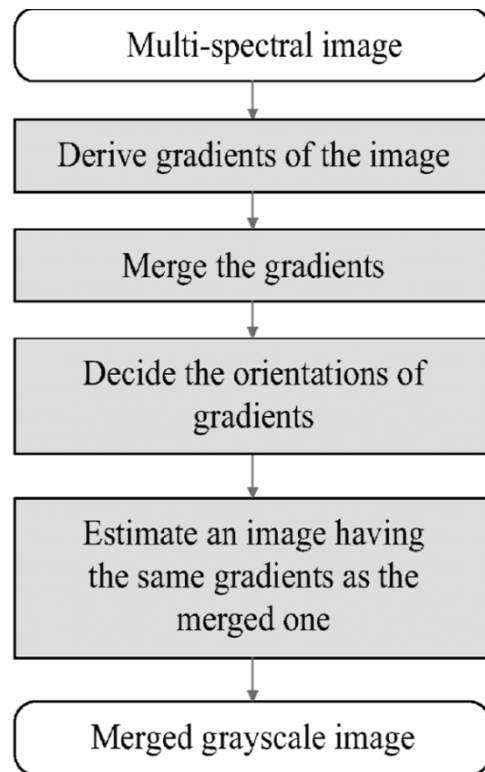 Multi-spectral image
Derive gradients of the image
Merge the gradients
Decide the orientations of
gradients
Estimate an image having
the same gradients as the
merged one
Merged grayscale image